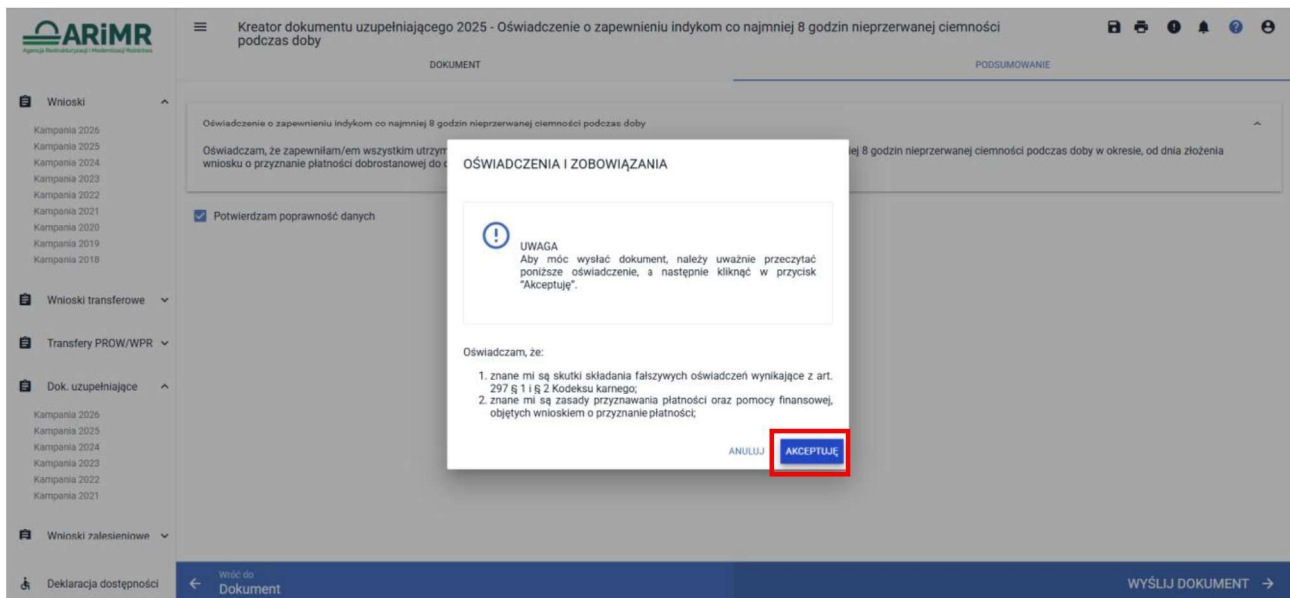 ARiMR
Agencja Restrukturyzacji i Modernizacji Rolnictwa
Kreator dokumentu uzupełniającego 2025 - Oświadczenie o zapewnieniu indykom co najmniej 8 godzin nieprzerwanej ciemności
podczas doby
DOKUMENT
PODSUMOWANIE
Wnioski
Kampania 2026
Kampania 2025
Kampania 2024
Kampania 2023
Kampania 2022
Kampania 2021
Kampania 2020
Kampania 2019
Kampania 2018
Wnioski transferowe
Transfery PROW/WPR
Dok. uzupełniające
Kampania 2026
Kampania 2025
Kampania 2024
Kampania 2023
Kampania 2022
Kampania 2021
Wnioski zalesieniowe
Deklaracja dostępności
Oświadczenie o zapewnieniu indykom co najmniej 8 godzin nieprzerwanej ciemności podczas doby
Oświadczam, że zapewniłam/em wszystkim utrzym iej 8 godzin nieprzerwanej ciemności podczas doby w okresie, od dnia złożenia
wniosku o przyznanie płatności dobrostanowej do d
Potwierdzam poprawność danych
OŚWIADCZENIA I ZOBOWIĄZANIA
UWAGA
Aby móc wysłać dokument, należy uważnie przeczytać
poniższe oświadczenie, a następnie kliknąć w przycisk
"Akceptuję".
Oświadczam, że:
1. znane mi są skutki składania fałszywych oświadczeń wynikające z art.
297 § 1 i § 2 Kodeksu karnego;
2. znane mi są zasady przyznawania płatności oraz pomocy finansowej,
objętych wnioskiem o przyznanie płatności;
ANULUJ
AKCEPTUJĘ
Wróć do
Dokument
WYŚLIJ DOKUMENT